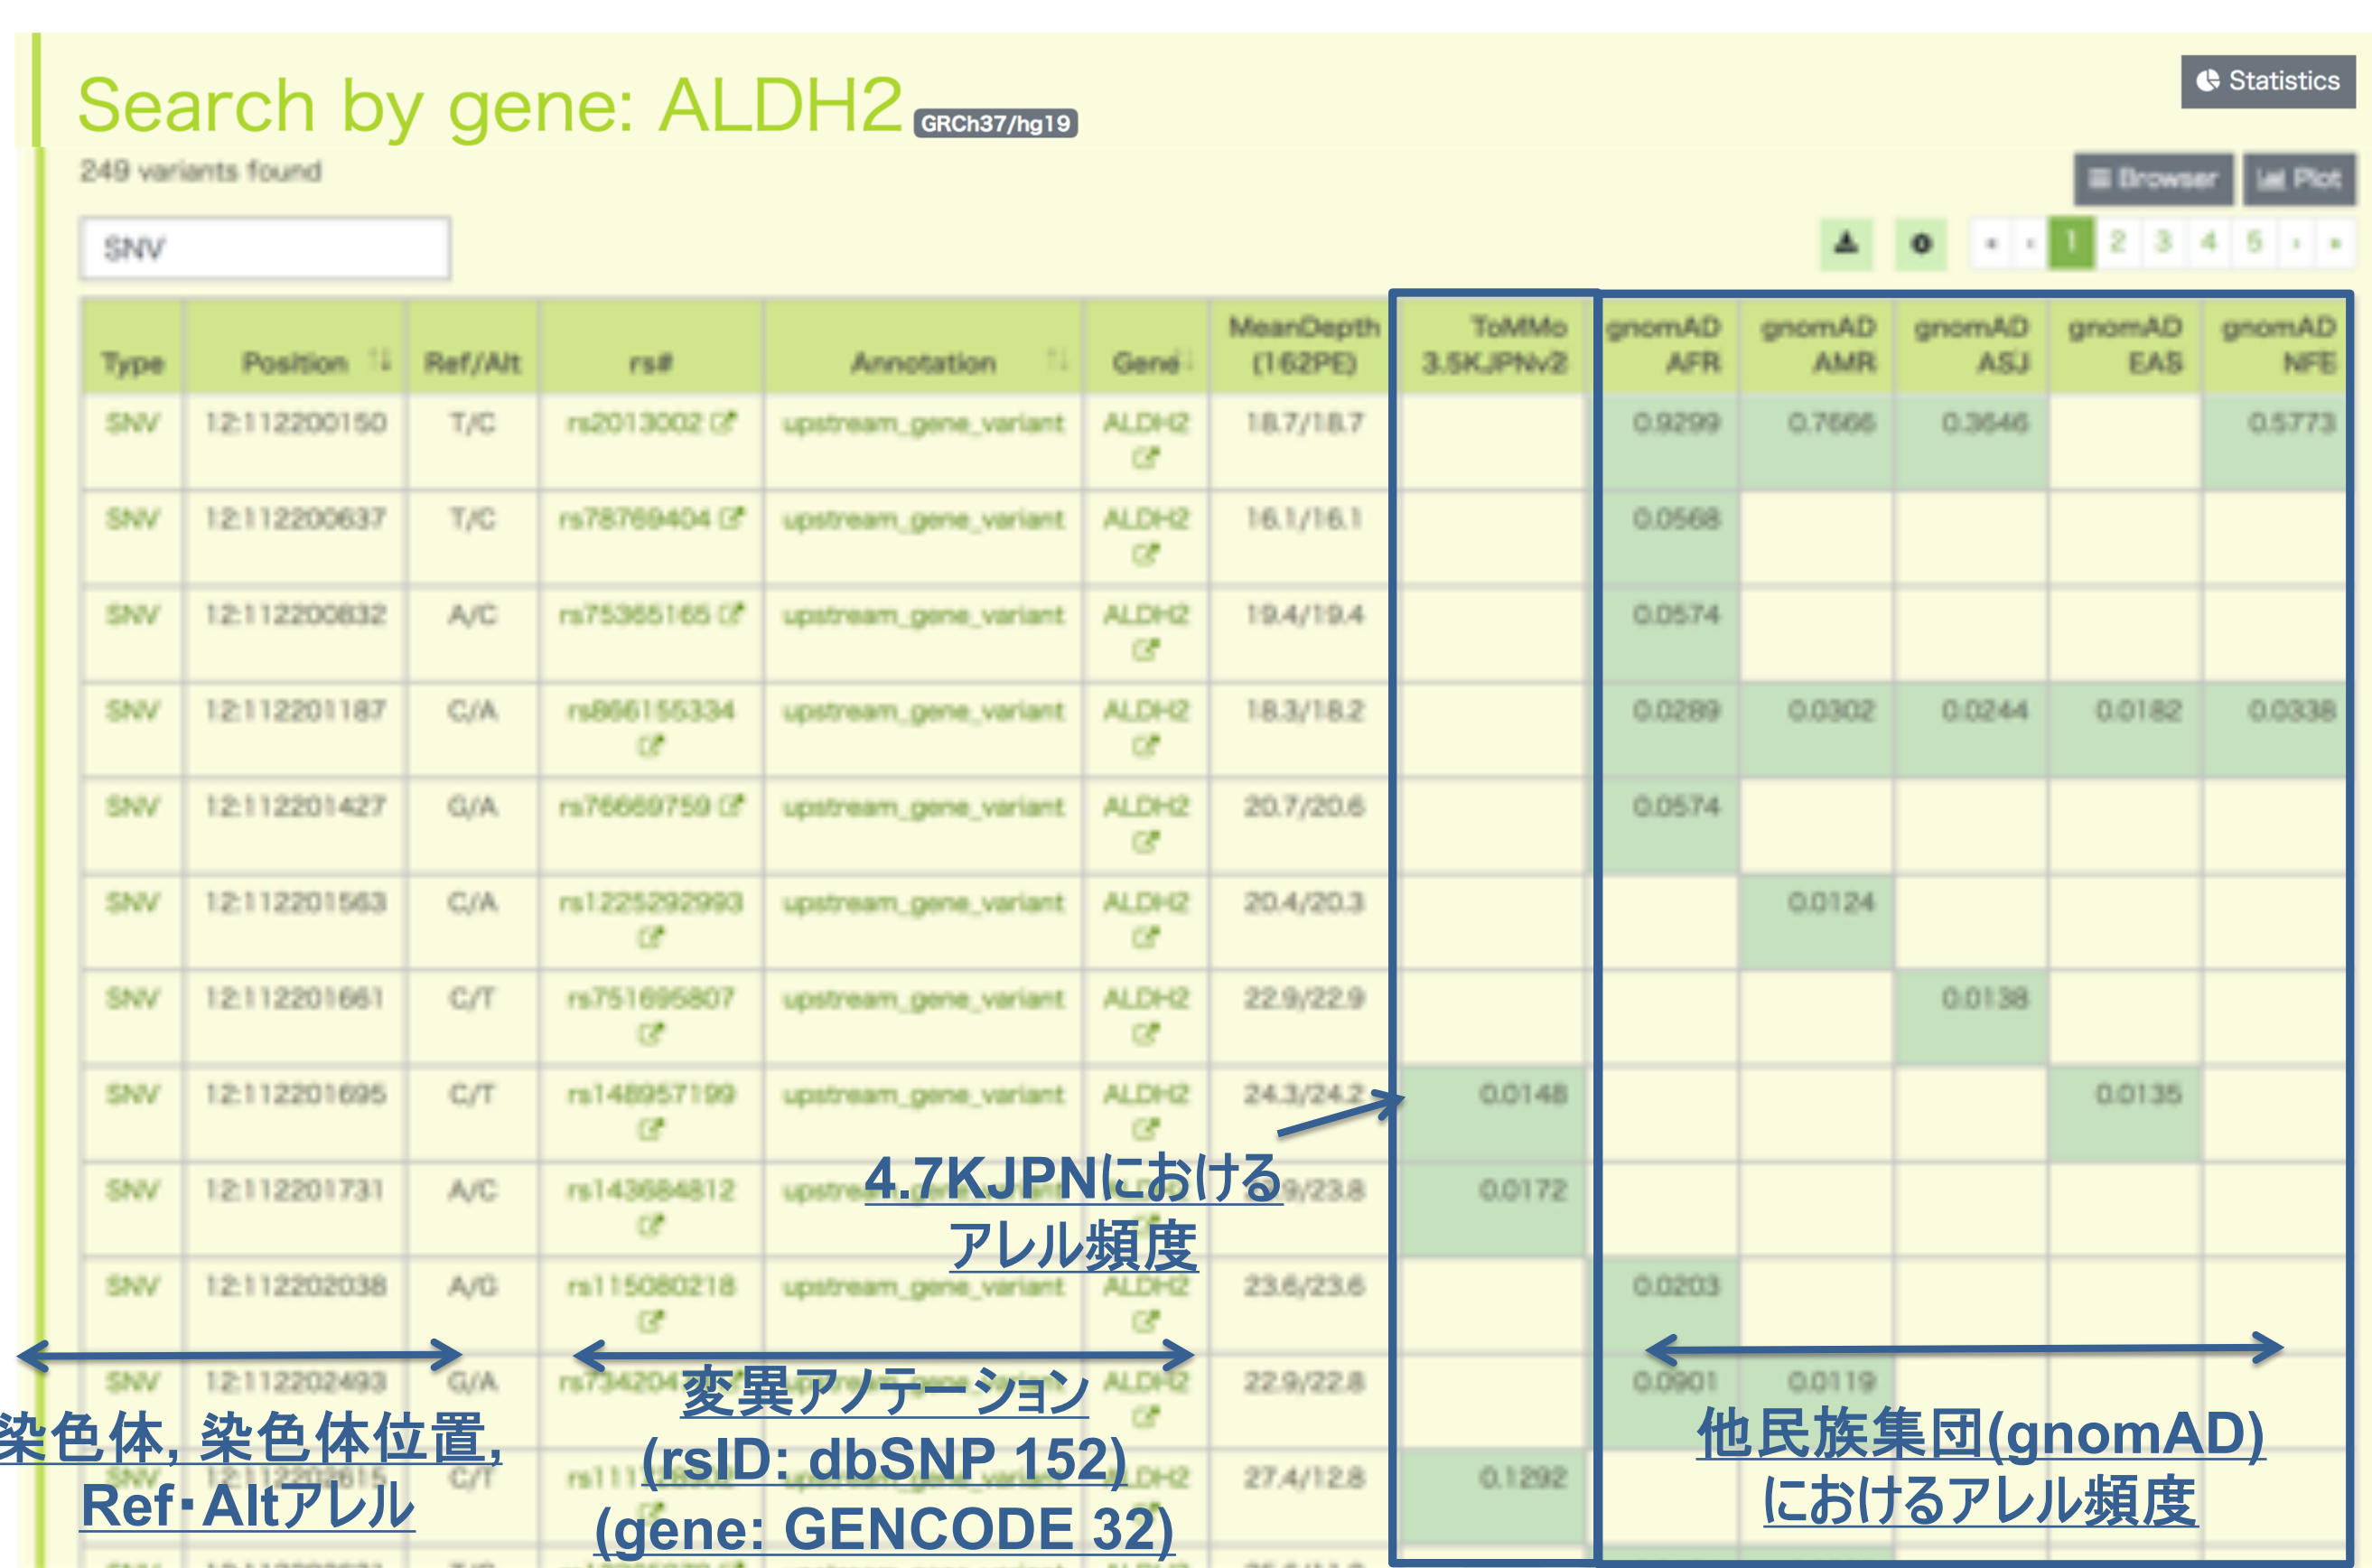 Search by gene: ALDH2 GRCh37/hg19
Statistics
249 variants found
Browser Plot
SNV
« ‹ 1 2 3 4 5 › »
Type Position Ref/Alt rs# Annotation Gene MeanDepth (162PE) ToMMo 3.5KJPNv2 gnomAD AFR gnomAD AMR gnomAD ASJ gnomAD EAS gnomAD NFE
SNV 12:112200150 T/C rs2013002 upstream_gene_variant ALDH2 18.7/18.7 0.9299 0.7666 0.3646 0.5773
SNV 12:112200637 T/C rs78769404 upstream_gene_variant ALDH2 16.1/16.1 0.0568
SNV 12:112200832 A/C rs75365165 upstream_gene_variant ALDH2 19.4/19.4 0.0574
SNV 12:112201187 C/A rs866155334 upstream_gene_variant ALDH2 18.3/18.2 0.0289 0.0302 0.0244 0.0182 0.0338
SNV 12:112201427 G/A rs76669759 upstream_gene_variant ALDH2 20.7/20.6 0.0574
SNV 12:112201563 C/A rs1225292993 upstream_gene_variant ALDH2 20.4/20.3 0.0124
SNV 12:112201661 C/T rs751695807 upstream_gene_variant ALDH2 22.9/22.9 0.0138
SNV 12:112201695 C/T rs148957199 upstream_gene_variant ALDH2 24.3/24.2 0.0148 0.0135
SNV 12:112201731 A/C rs143684812 0.0172
4.7KJPNにおける
アレル頻度
SNV 12:112202038 A/G rs115080218 upstream_gene_variant ALDH2 23.6/23.6 0.0203
SNV 12:112202493 G/A ALDH2 22.9/22.8 0.0901 0.0119
SNV C/T 27.4/12.8 0.1292
染色体, 染色体位置,
Ref・Altアレル
変異アノテーション
(rsID: dbSNP 152)
(gene: GENCODE 32)
他民族集団(gnomAD)
におけるアレル頻度